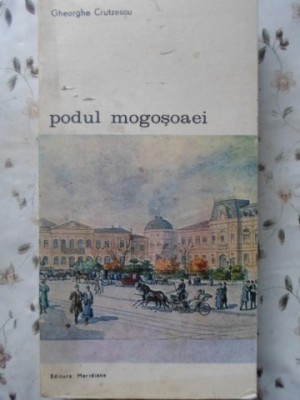 Gheorghe Crutzescu
podul mogoșoaei
Editura Meridiane